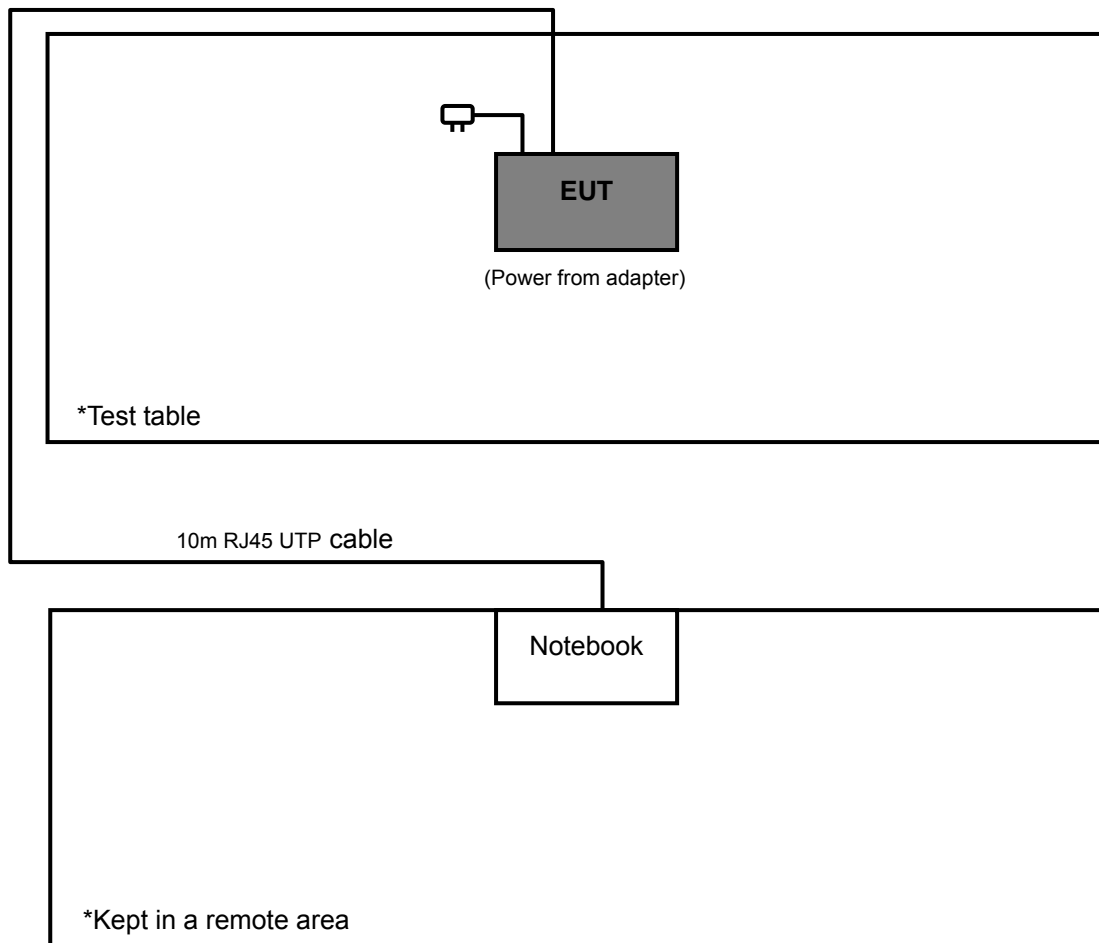 EUT
(Power from adapter)
*Test table
10m RJ45 UTP cable
Notebook
*Kept in a remote area